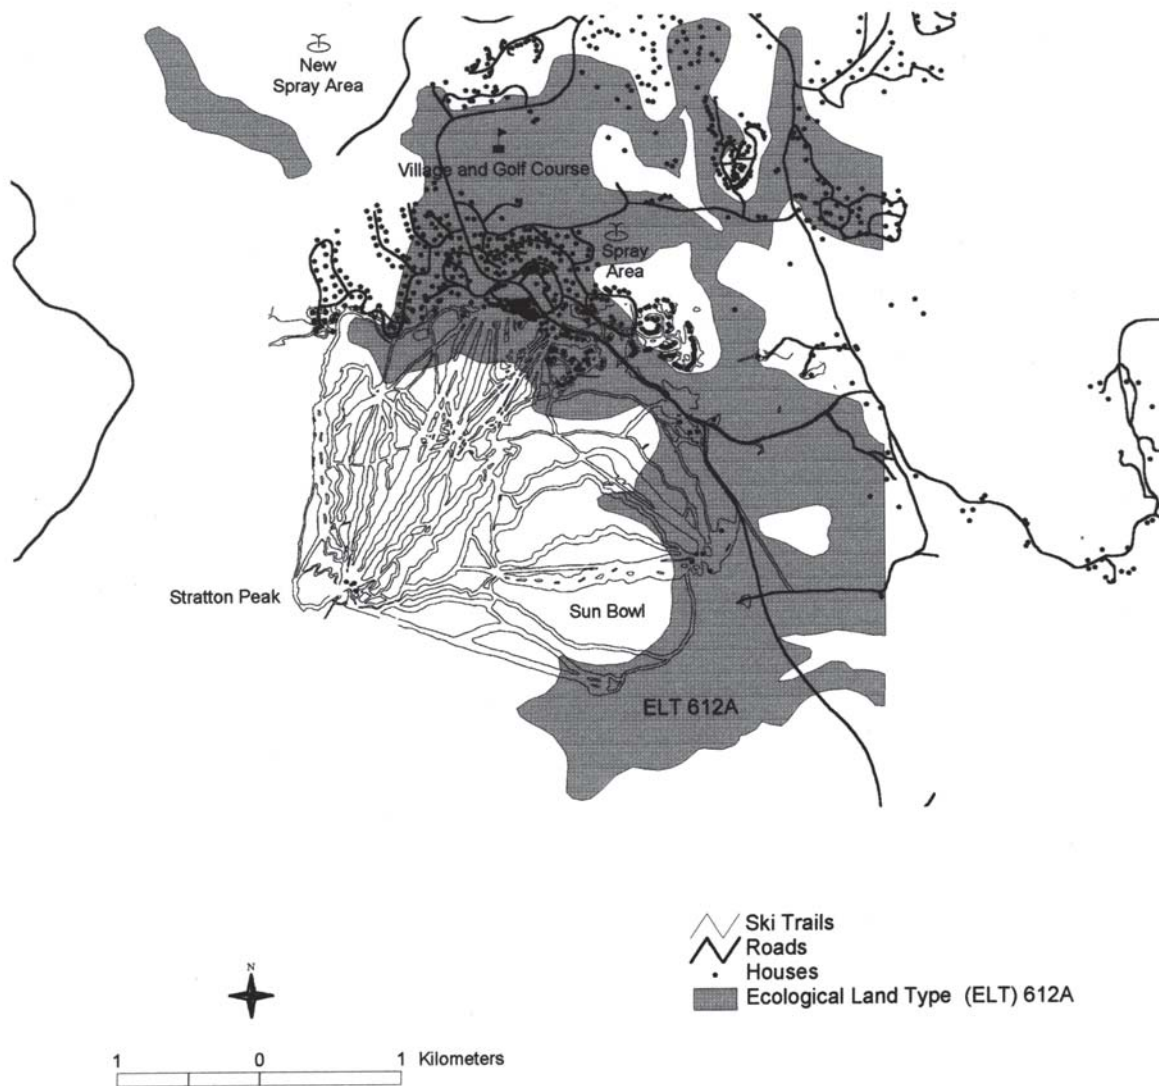 New
Spray Area
Village and Golf Course
Spray
Area
Stratton Peak
Sun Bowl
ELT 612A
Ski Trails
Roads
Houses
Ecological Land Type (ELT) 612A
N
1 0 1 Kilometers